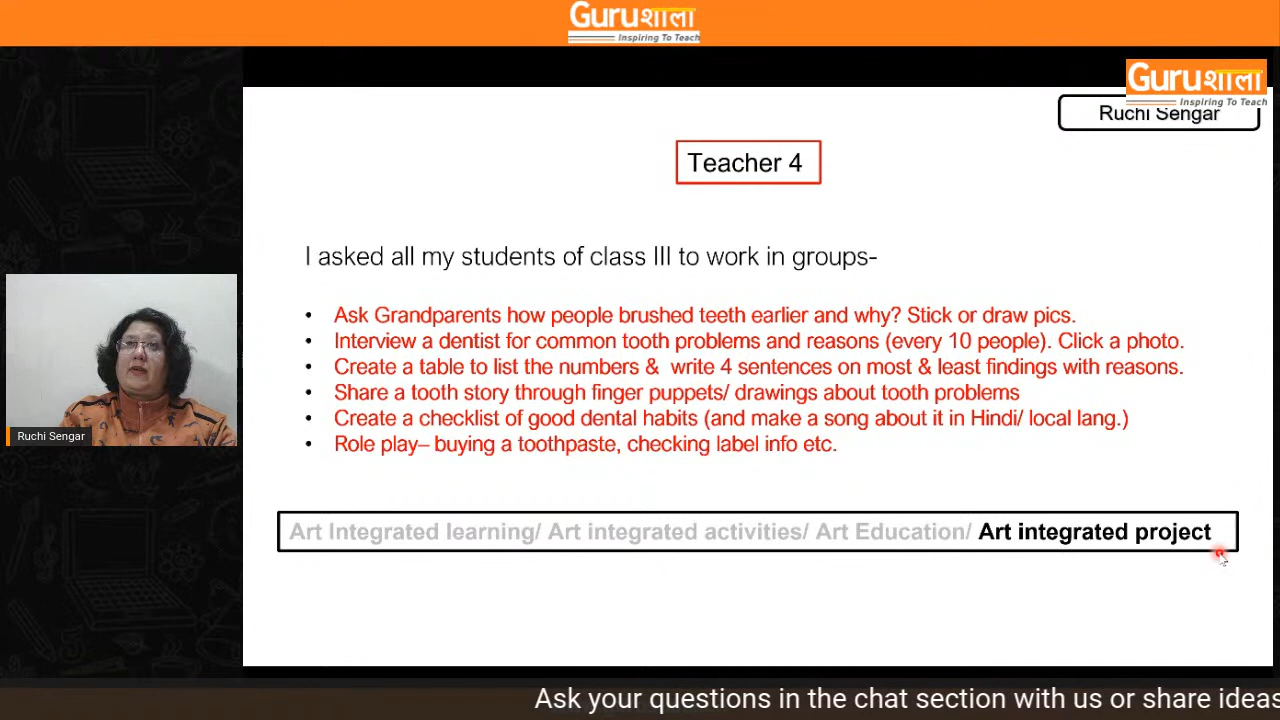 Guruशाला
Inspiring To Teach
Guruशाला
Inspiring To Teach
Ruchi Sengar
Teacher 4
I asked all my students of class III to work in groups-
• Ask Grandparents how people brushed teeth earlier and why? Stick or draw pics.
• Interview a dentist for common tooth problems and reasons (every 10 people). Click a photo.
• Create a table to list the numbers & write 4 sentences on most & least findings with reasons.
• Share a tooth story through finger puppets/ drawings about tooth problems
• Create a checklist of good dental habits (and make a song about it in Hindi/ local lang.)
• Role play– buying a toothpaste, checking label info etc.
Ruchi Sengar
Art Integrated learning/ Art integrated activities/ Art Education/ Art integrated project
Ask your questions in the chat section with us or share ideas